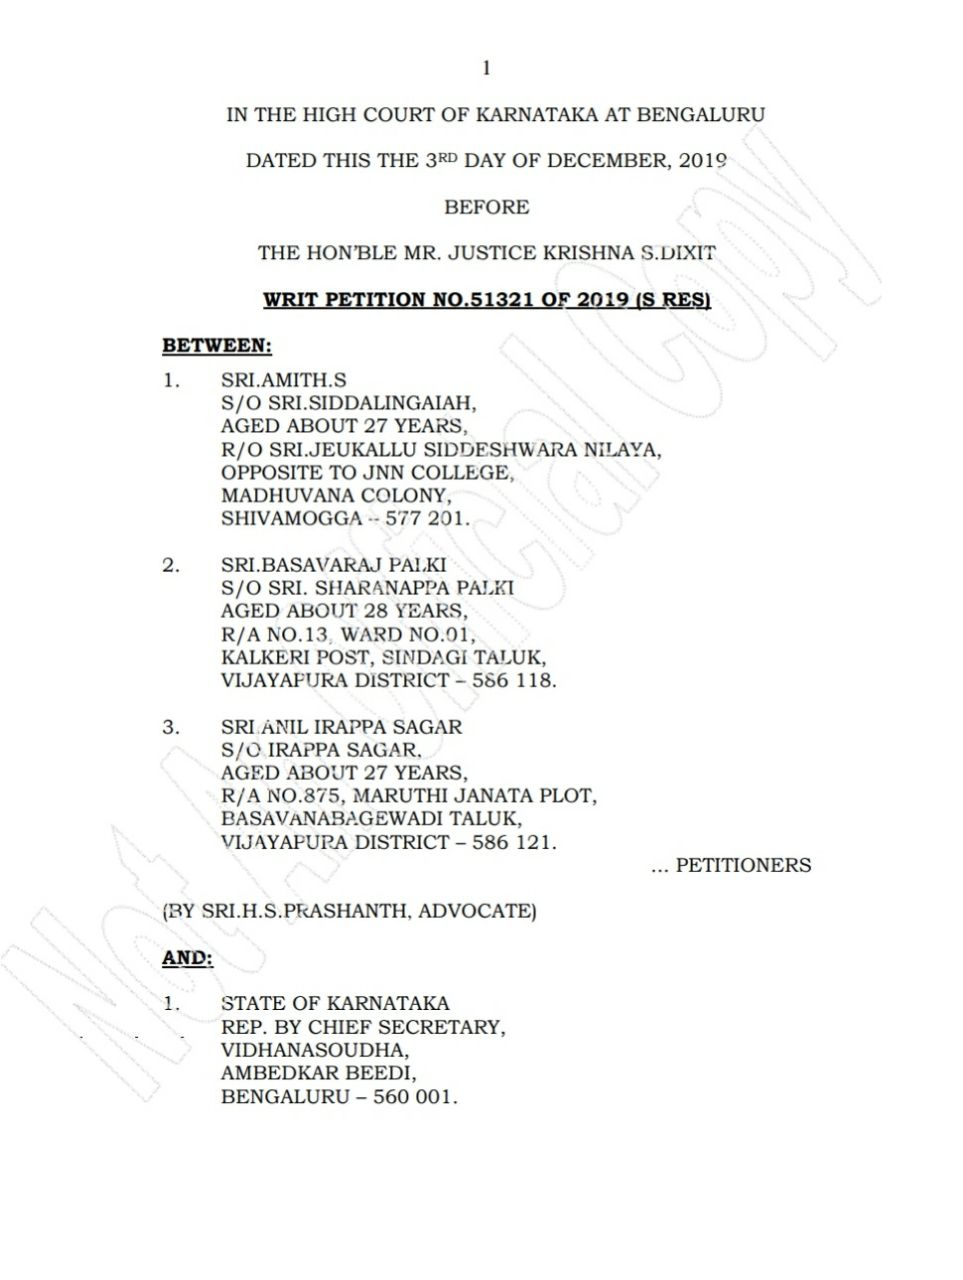 1
IN THE HIGH COURT OF KARNATAKA AT BENGALURU
DATED THIS THE 3RD DAY OF DECEMBER, 2019
BEFORE
THE HON'BLE MR. JUSTICE KRISHNA S.DIXIT
WRIT PETITION NO.51321 OF 2019 (S RES)
BETWEEN:
1. SRI.AMITH.S
S/O SRI.SIDDALINGAIAH,
AGED ABOUT 27 YEARS,
R/O SRI.JEUKALLU SIDDESHWARA NILAYA,
OPPOSITE TO JNN COLLEGE,
MADHUVANA COLONY,
SHIVAMOGGA – 577 201.
2. SRI.BASAVARAJ PALKI
S/O SRI. SHARANAPPA PALKI
AGED ABOUT 28 YEARS,
R/A NO.13, WARD NO.01,
KALKERI POST, SINDAGI TALUK,
VIJAYAPURA DISTRICT – 586 118.
3. SRI ANIL IRAPPA SAGAR
S/O IRAPPA SAGAR,
AGED ABOUT 27 YEARS,
R/A NO.875, MARUTHI JANATA PLOT,
BASAVANABAGEWADI TALUK,
VIJAYAPURA DISTRICT – 586 121.
... PETITIONERS
(BY SRI.H.S.PRASHANTH, ADVOCATE)
AND:
1. STATE OF KARNATAKA
REP. BY CHIEF SECRETARY,
VIDHANASOUDHA,
AMBEDKAR BEEDI,
BENGALURU – 560 001.
Not An Official Copy